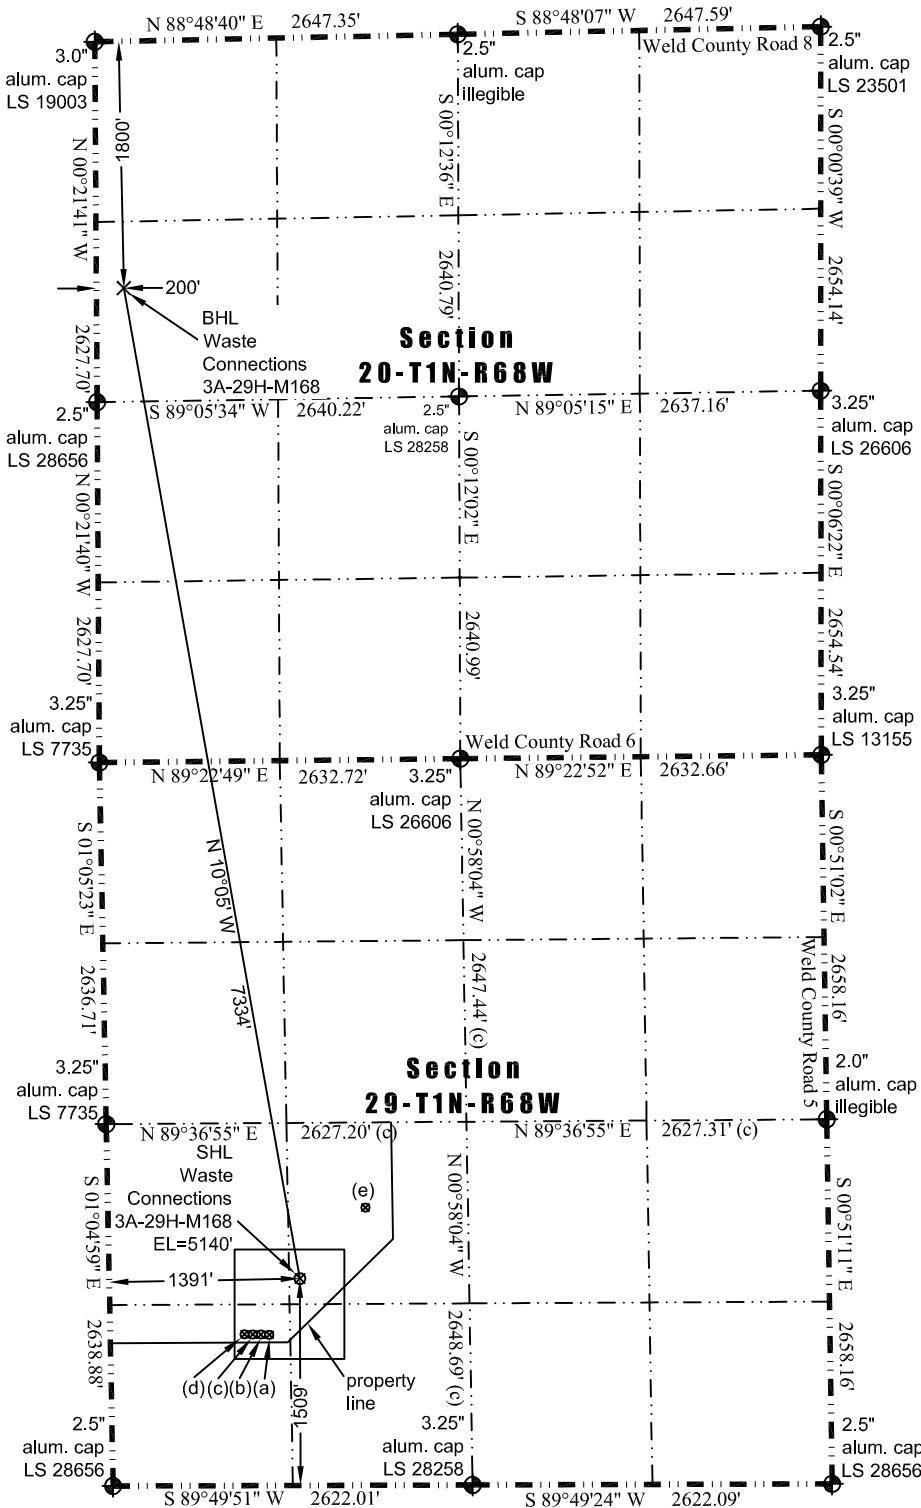 N 88°48'40" E 2647.35'
S 88°48'07" W 2647.59'
Weld County Road 8
3.0"
alum. cap
LS 19003
2.5"
alum. cap
illegible
2.5"
alum. cap
LS 23501
1800'
N 00°21'41" W
2627.70'
S 00°12'36" E
2640.79'
S 00°00'39" W
2654.14'
200'
BHL
Waste
Connections
3A-29H-M168
Section
20-T1N-R68W
S 89°05'34" W 2640.22'
N 89°05'15" E 2637.16'
2.5"
alum. cap
LS 28656
2.5"
alum. cap
LS 28258
3.25"
alum. cap
LS 26606
N 00°21'40" W
2627.70'
S 00°12'02" E
2640.99'
S 00°06'22" E
2654.54'
3.25"
alum. cap
LS 7735
3.25"
alum. cap
LS 13155
Weld County Road 6
N 89°22'49" E 2632.72'
N 89°22'52" E 2632.66'
3.25"
alum. cap
LS 26606
S 01°05'23" E
2636.71'
N 10°05' W
7334'
N 00°58'04" W
2647.44' (c)
S 00°51'02" E
2658.16'
Weld County Road 5
Section
29-T1N-R68W
3.25"
alum. cap
LS 7735
2.0"
alum. cap
illegible
N 89°36'55" E 2627.20' (c)
N 89°36'55" E 2627.31' (c)
SHL
Waste
Connections
3A-29H-M168
EL=5140'
(e)
S 01°04'59" E
2638.88'
1391'
1509'
N 00°58'04" W
2648.69' (c)
S 00°51'11" E
2658.16'
(d)(c)(b)(a)
property
line
2.5"
alum. cap
LS 28656
3.25"
alum. cap
LS 28258
2.5"
alum. cap
LS 28656
S 89°49'51" W 2622.01'
S 89°49'24" W 2622.09'